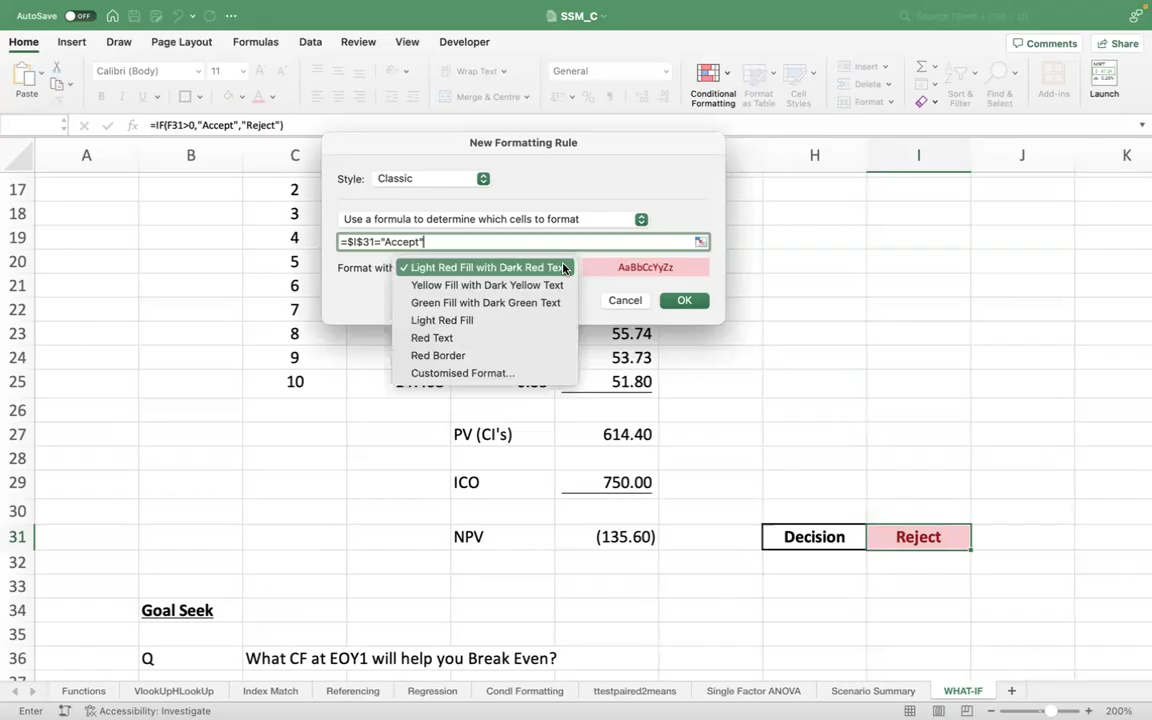 AutoSave OFF SSM_C Search (Cmd + Ctrl + U)
Home Insert Draw Page Layout Formulas Data Review View Developer Comments Share
Paste Calibri (Body) 11 Wrap Text General Conditional Formatting Format as Table Cell Styles Insert Sort & Filter Find & Select Add-ins Launch
Delete
B I U Merge & Centre Format
=IF(F31>0,"Accept","Reject")
New Formatting Rule
A B C H I J K
Style: Classic
17 2
18 3
Use a formula to determine which cells to format
19 4
=$I$31="Accept"
20 5
Format with Light Red Fill with Dark Red Text AaBbCcYyZz
21 6
Yellow Fill with Dark Yellow Text
22 7
Green Fill with Dark Green Text Cancel OK
Light Red Fill
23 8 55.74
Red Text
24 9 53.73
Red Border
25 10 51.80
Customised Format...
26
27 PV (CI's) 614.40
28
29 ICO 750.00
30
31 NPV (135.60) Decision Reject
32
33
34 Goal Seek
35
36 Q What CF at EOY1 will help you Break Even?
Functions VlookUpHLookUp Index Match Referencing Regression Condl Formatting ttestpaired2means Single Factor ANOVA Scenario Summary WHAT-IF
Enter Accessibility: Investigate 200%